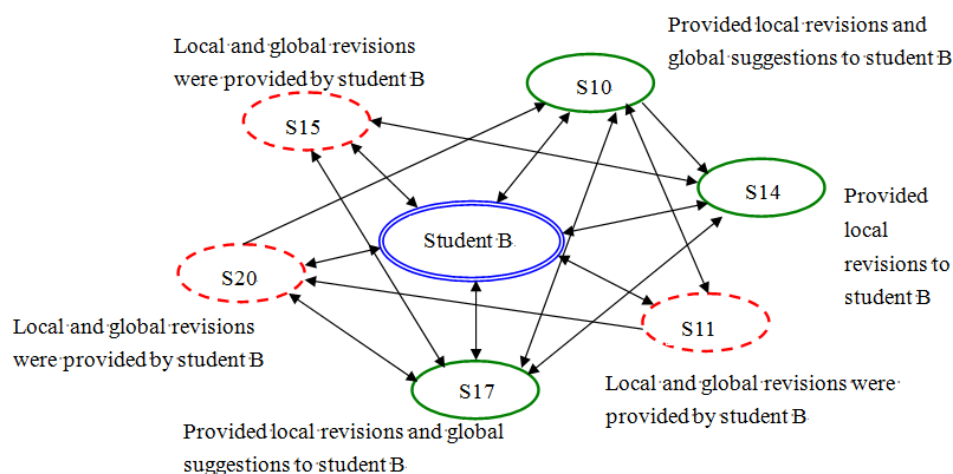 Provided local revisions and
global suggestions to student B
Local and global revisions
were provided by student B
S10
S15
S14
Provided
local
revisions to
student B
Student B
S20
S11
Local and global revisions
were provided by student B
S17
Local and global revisions were
provided by student B
Provided local revisions and global
suggestions to student B